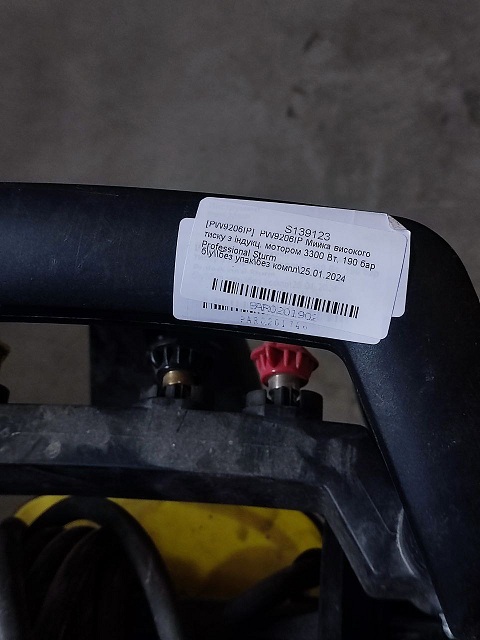 S139123
[PW9206IP] PW9206IP Мийка високого
тиску з індукц. мотором 3300 Вт, 190 бар
Professional Sturm
б\у\\без упак\без компл\25.01.2024